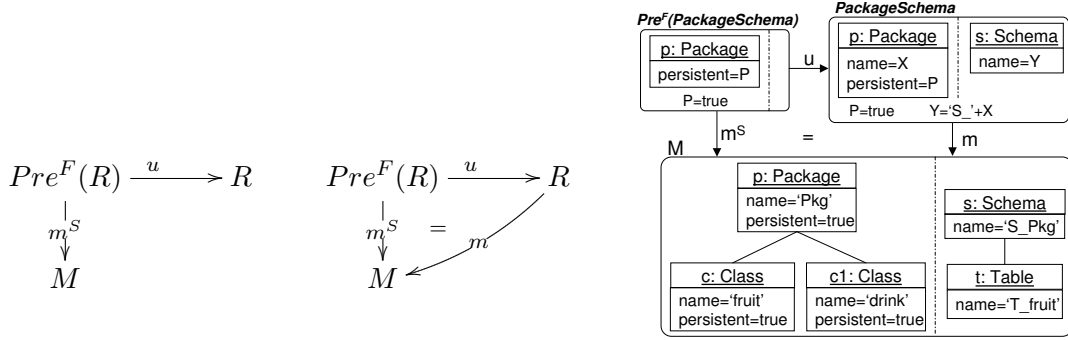 Pre^F(R) u R
m^S
M
Pre^F(R) u R
m^S = m
M
Pre^F(PackageSchema)
p: Package
persistent=P
P=true
u
PackageSchema
p: Package
name=X
persistent=P
s: Schema
name=Y
P=true Y='S_'+X
m^S = m
M
p: Package
name='Pkg'
persistent=true
c: Class
name='fruit'
persistent=true
c1: Class
name='drink'
persistent=true
s: Schema
name='S_Pkg'
t: Table
name='T_fruit'